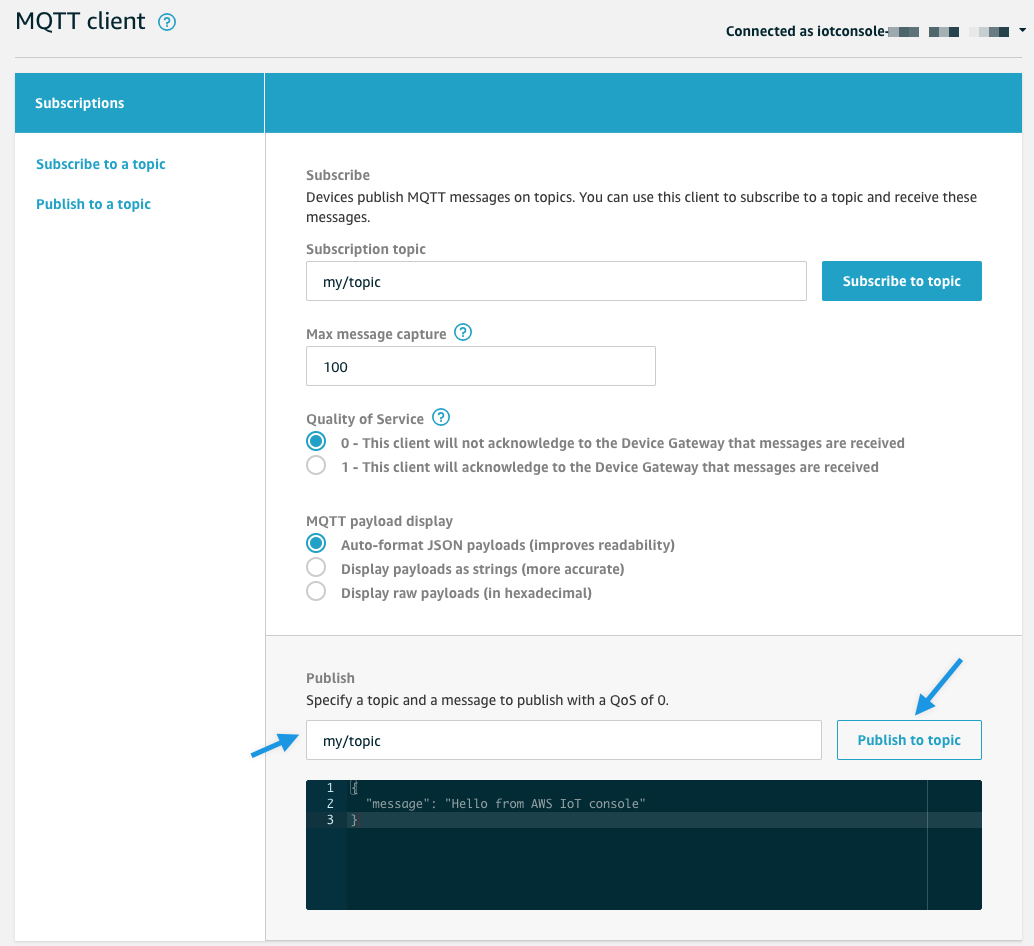 MQTT client ?
Connected as iotconsole-
Subscriptions
Subscribe to a topic
Publish to a topic
Subscribe
Devices publish MQTT messages on topics. You can use this client to subscribe to a topic and receive these
messages.
Subscription topic
my/topic
Subscribe to topic
Max message capture ?
100
Quality of Service ?
0 - This client will not acknowledge to the Device Gateway that messages are received
1 - This client will acknowledge to the Device Gateway that messages are received
MQTT payload display
Auto-format JSON payloads (improves readability)
Display payloads as strings (more accurate)
Display raw payloads (in hexadecimal)
Publish
Specify a topic and a message to publish with a QoS of 0.
my/topic
Publish to topic
1 {
2 "message": "Hello from AWS IoT console"
3 }